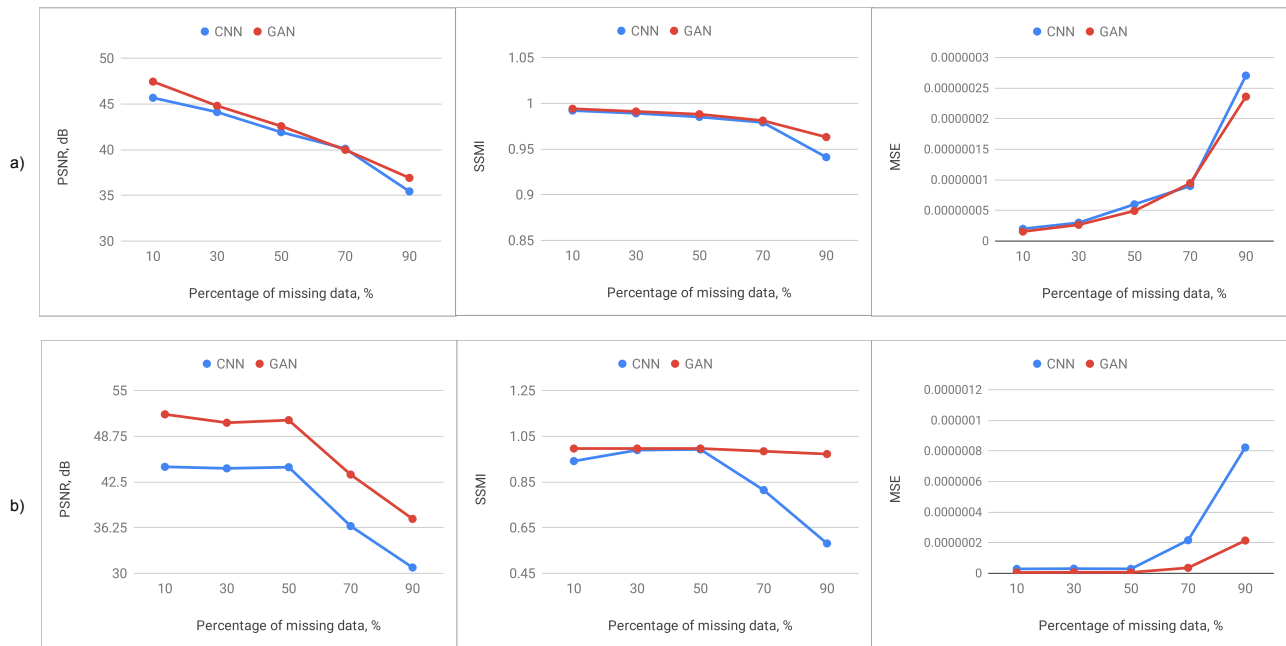 a)
CNN GAN
PSNR, dB
50
45
40
35
30
10 30 50 70 90
Percentage of missing data, %
CNN GAN
SSMI
1.05
1
0.95
0.9
0.85
10 30 50 70 90
Percentage of missing data, %
CNN GAN
MSE
0.0000003
0.00000025
0.0000002
0.00000015
0.0000001
0.00000005
0
10 30 50 70 90
Percentage of missing data, %
b)
CNN GAN
PSNR, dB
55
48.75
42.5
36.25
30
10 30 50 70 90
Percentage of missing data, %
CNN GAN
SSMI
1.25
1.05
0.85
0.65
0.45
10 30 50 70 90
Percentage of missing data, %
CNN GAN
MSE
0.0000012
0.000001
0.0000008
0.0000006
0.0000004
0.0000002
0
10 30 50 70 90
Percentage of missing data, %